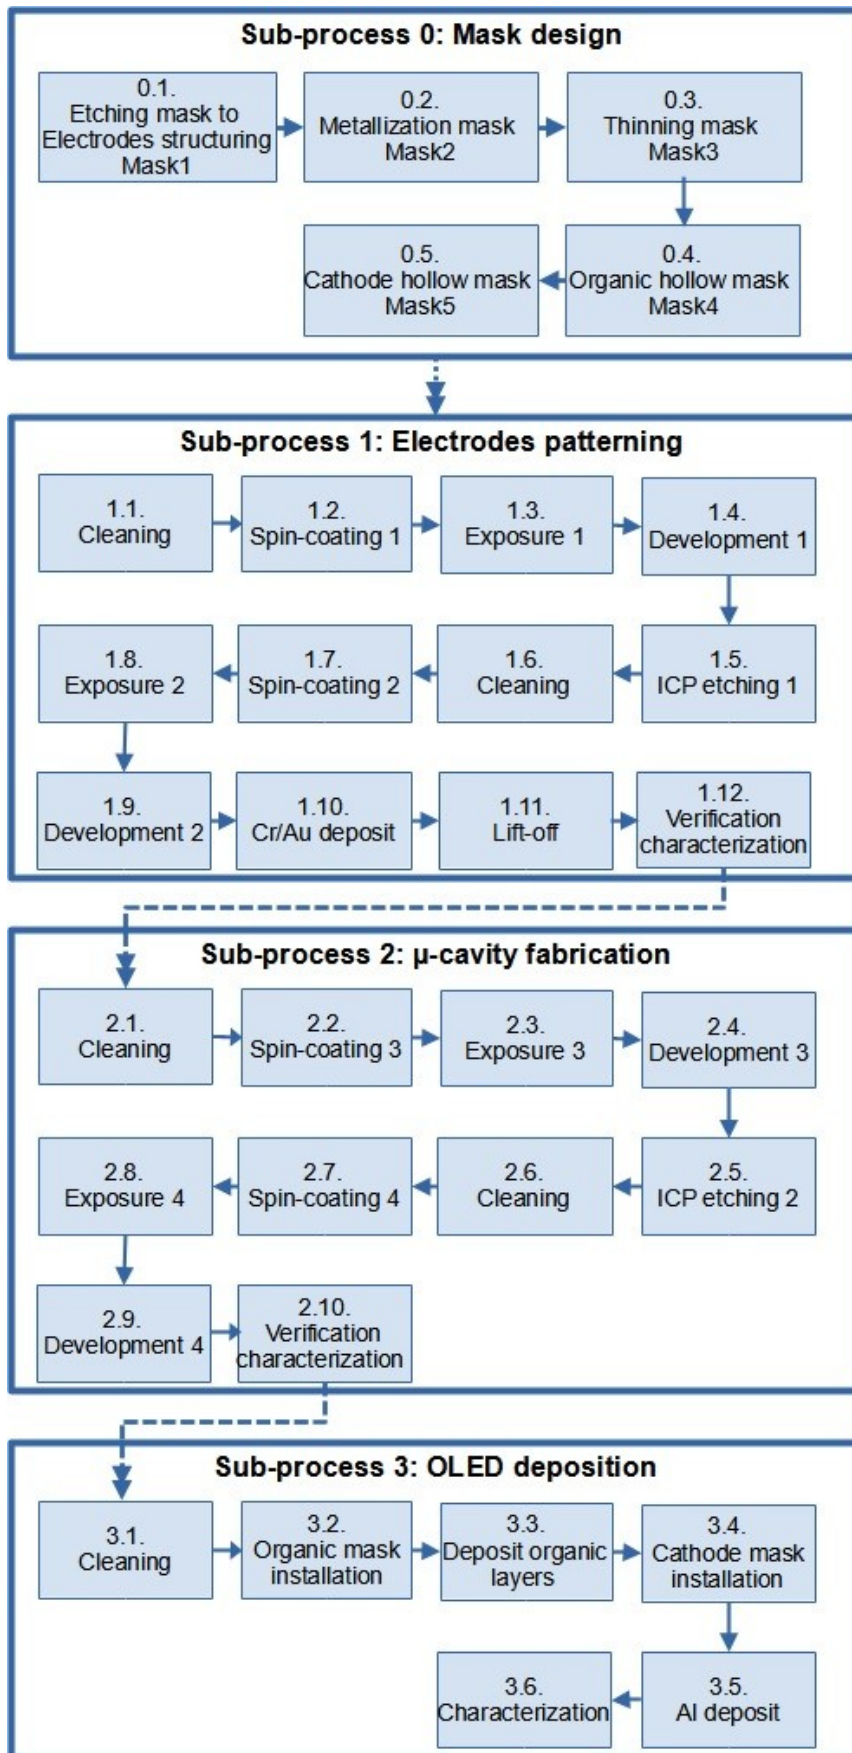 Sub-process 0: Mask design
0.1.
Etching mask to
Electrodes structuring
Mask1
0.2.
Metallization mask
Mask2
0.3.
Thinning mask
Mask3
0.4.
Organic hollow mask
Mask4
0.5.
Cathode hollow mask
Mask5
Sub-process 1: Electrodes patterning
1.1.
Cleaning
1.2.
Spin-coating 1
1.3.
Exposure 1
1.4.
Development 1
1.5.
ICP etching 1
1.6.
Cleaning
1.7.
Spin-coating 2
1.8.
Exposure 2
1.9.
Development 2
1.10.
Cr/Au deposit
1.11.
Lift-off
1.12.
Verification
characterization
Sub-process 2: μ-cavity fabrication
2.1.
Cleaning
2.2.
Spin-coating 3
2.3.
Exposure 3
2.4.
Development 3
2.5.
ICP etching 2
2.6.
Cleaning
2.7.
Spin-coating 4
2.8.
Exposure 4
2.9.
Development 4
2.10.
Verification
characterization
Sub-process 3: OLED deposition
3.1.
Cleaning
3.2.
Organic mask
installation
3.3.
Deposit organic
layers
3.4.
Cathode mask
installation
3.5.
Al deposit
3.6.
Characterization